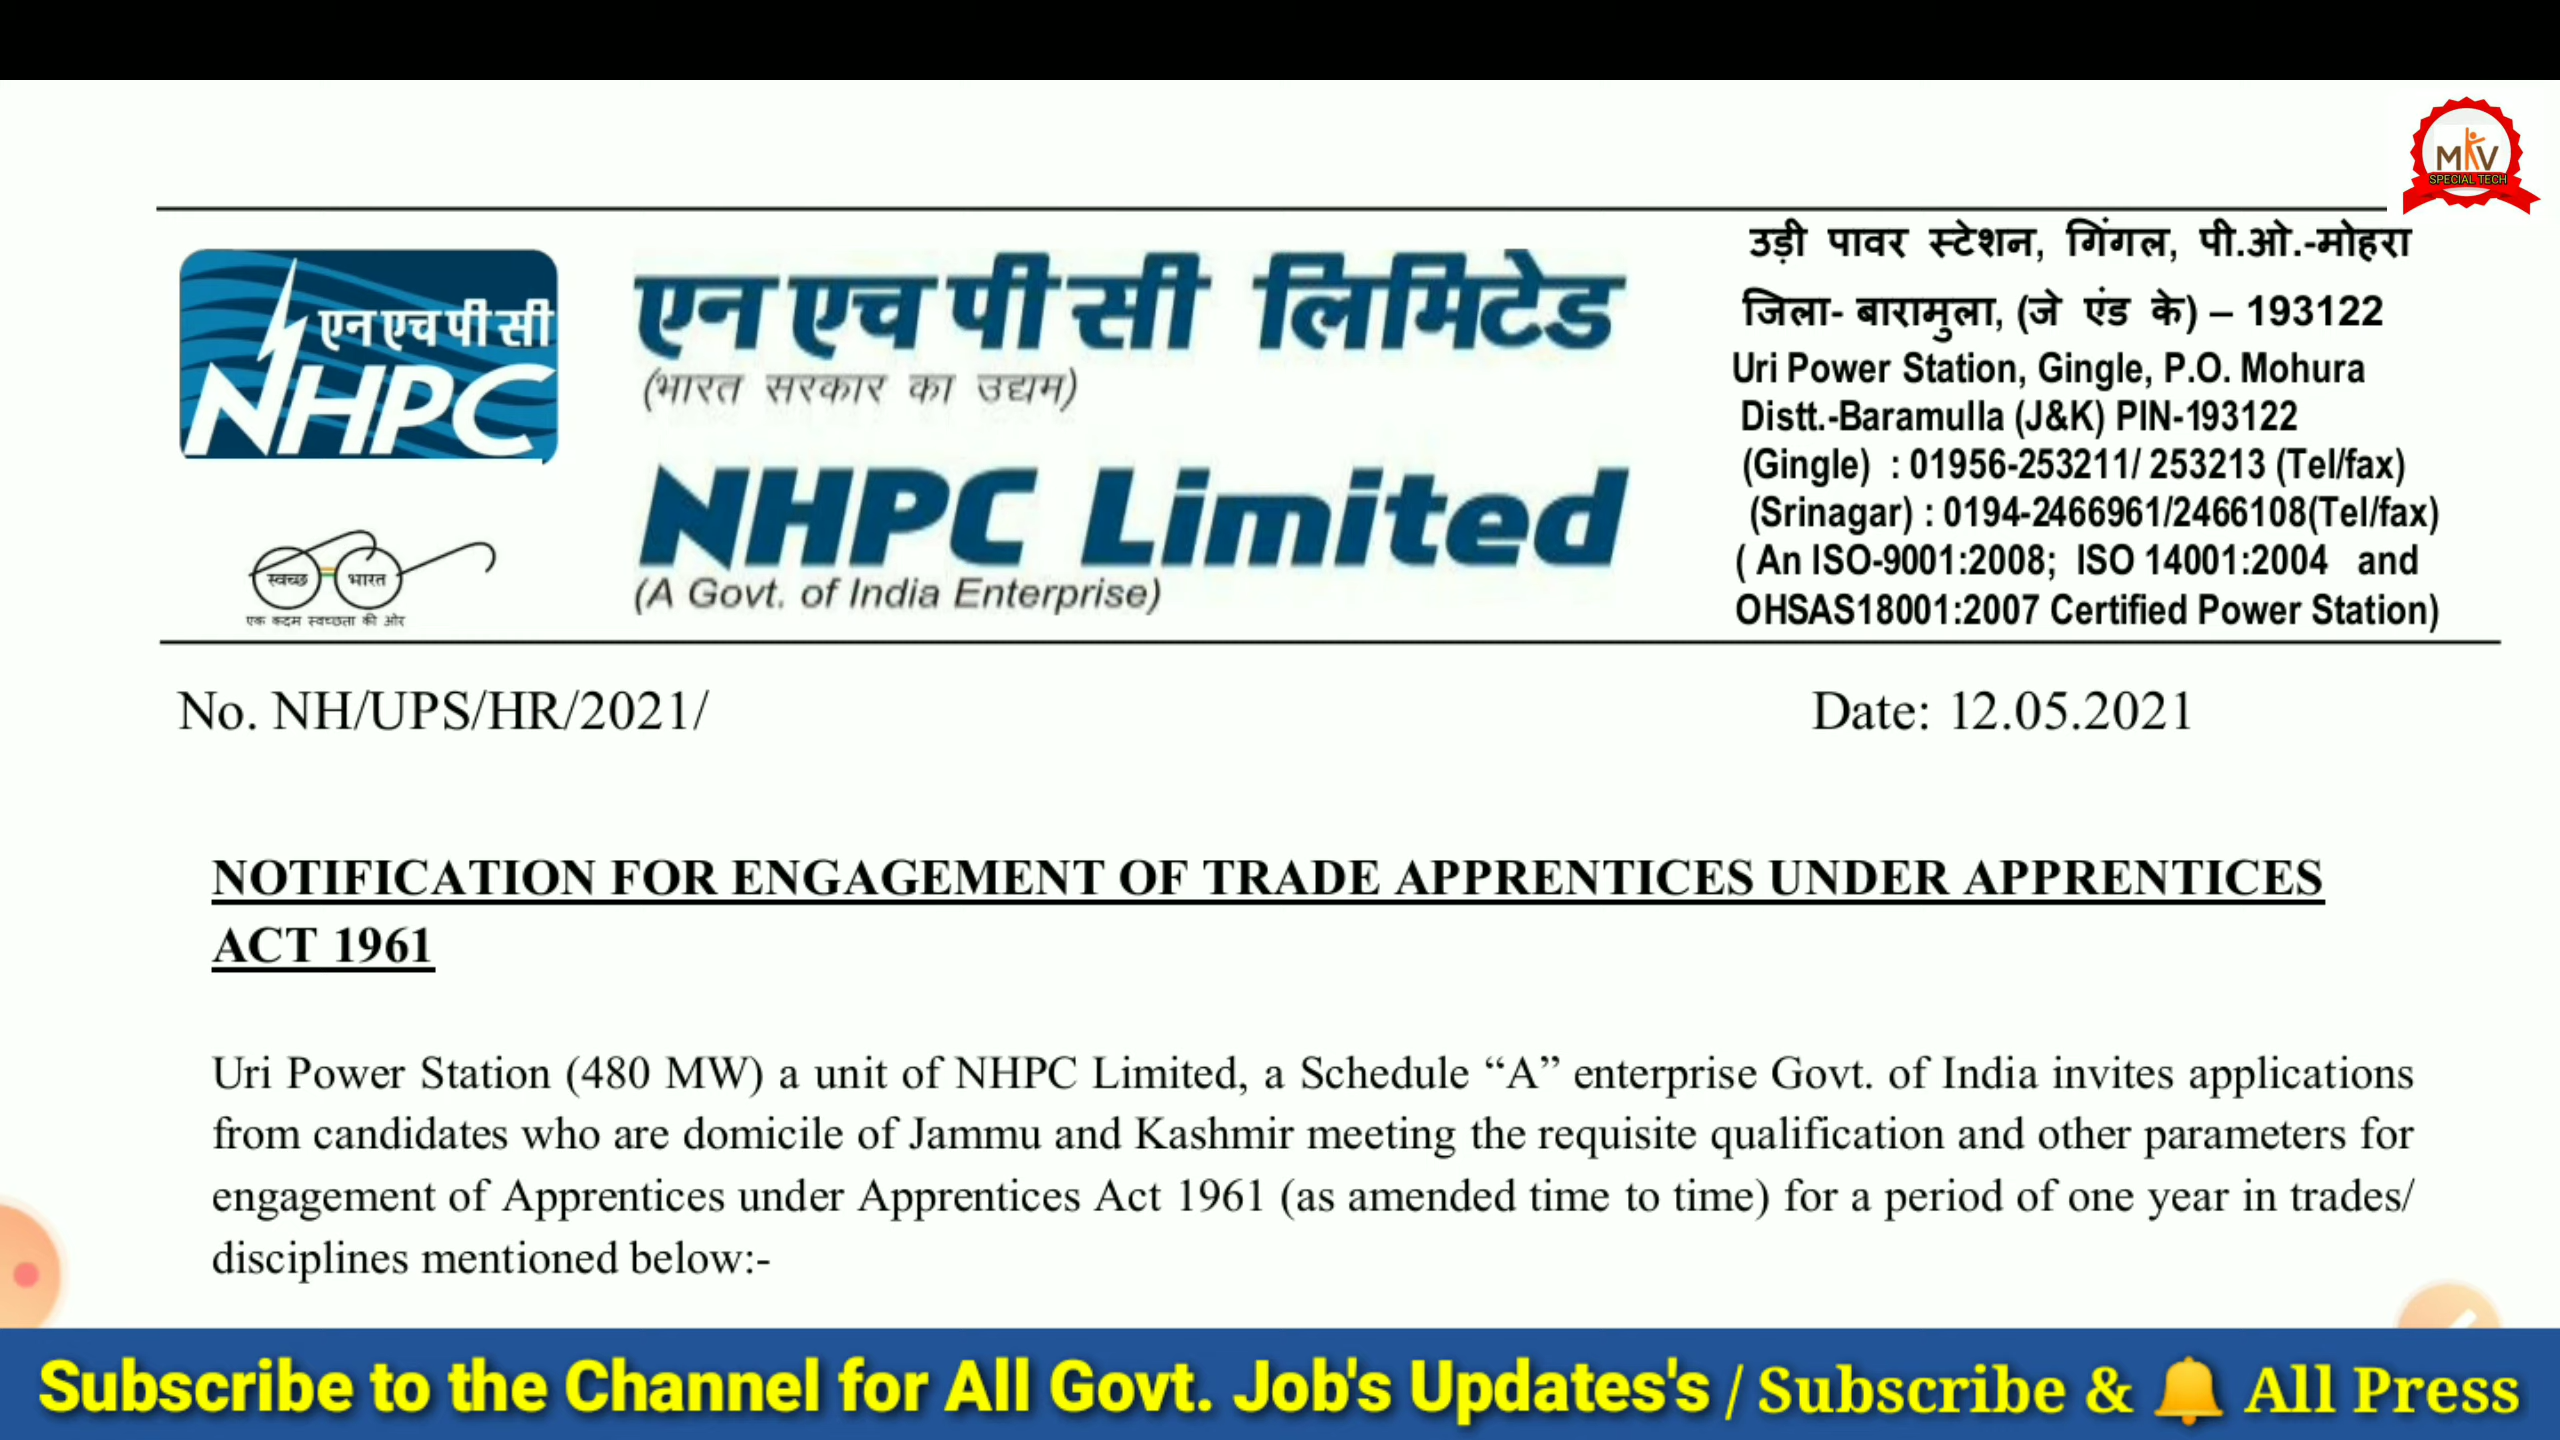 MKV
SPECIAL TECH
एन एच पी सी
NHPC
स्वच्छ भारत
एक कदम स्वच्छता की ओर
एन एच पी सी लिमिटेड
(भारत सरकार का उद्यम)
NHPC Limited
(A Govt. of India Enterprise)
उड़ी पावर स्टेशन, गिंगल, पी.ओ.-मोहरा
जिला- बारामुला, (जे एंड के) – 193122
Uri Power Station, Gingle, P.O. Mohura
Distt.-Baramulla (J&K) PIN-193122
(Gingle) : 01956-253211/ 253213 (Tel/fax)
(Srinagar) : 0194-2466961/2466108(Tel/fax)
( An ISO-9001:2008; ISO 14001:2004 and
OHSAS18001:2007 Certified Power Station)
No. NH/UPS/HR/2021/ Date: 12.05.2021
NOTIFICATION FOR ENGAGEMENT OF TRADE APPRENTICES UNDER APPRENTICES
ACT 1961
Uri Power Station (480 MW) a unit of NHPC Limited, a Schedule “A” enterprise Govt. of India invites applications
from candidates who are domicile of Jammu and Kashmir meeting the requisite qualification and other parameters for
engagement of Apprentices under Apprentices Act 1961 (as amended time to time) for a period of one year in trades/
disciplines mentioned below:-
Subscribe to the Channel for All Govt. Job's Updates's / Subscribe & 🔔 All Press